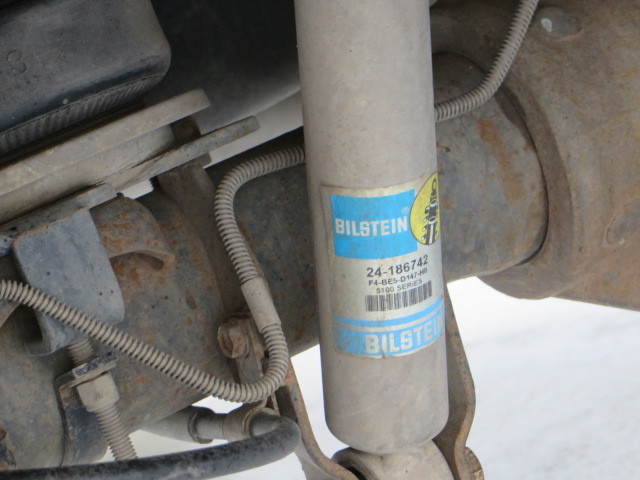 BILSTEIN
24-186742
F4-BE5-D147-H0
5100 SERIES
BILSTEIN